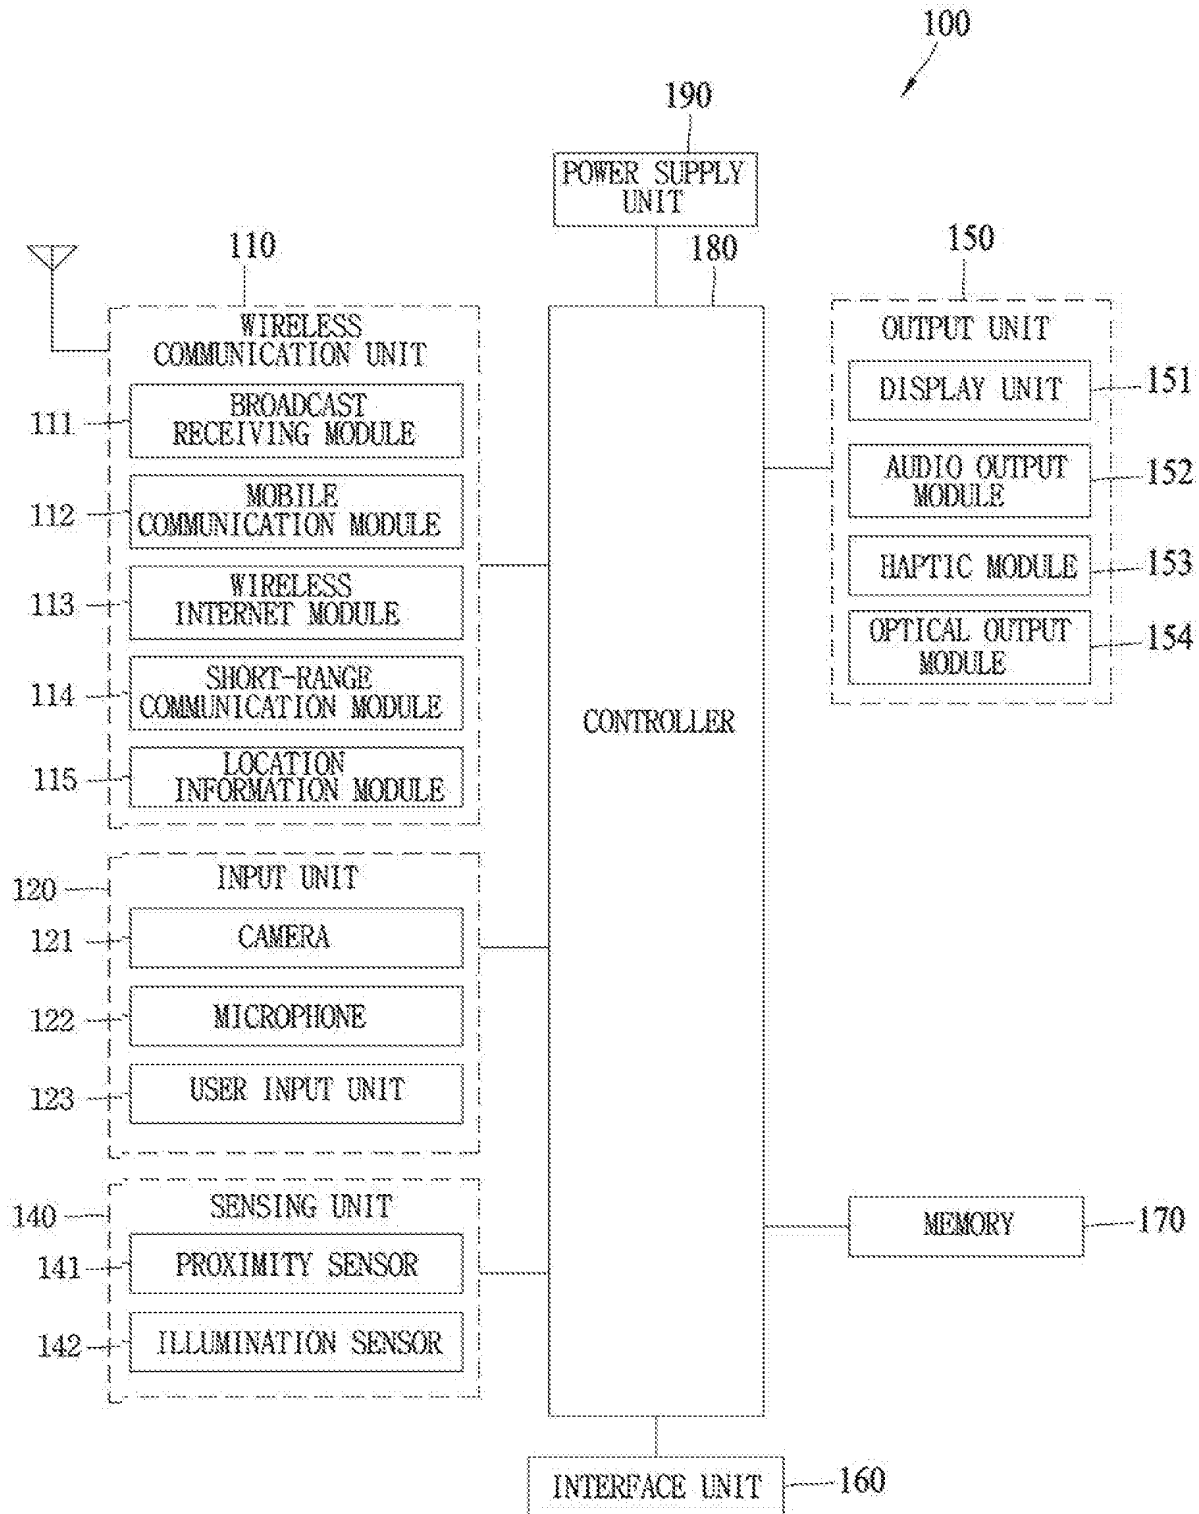 100
190
POWER SUPPLY
UNIT
110
180
150
WIRELESS
COMMUNICATION UNIT
111
BROADCAST
RECEIVING MODULE
112
MOBILE
COMMUNICATION MODULE
113
WIRELESS
INTERNET MODULE
114
SHORT-RANGE
COMMUNICATION MODULE
115
LOCATION
INFORMATION MODULE
120
INPUT UNIT
121
CAMERA
122
MICROPHONE
123
USER INPUT UNIT
140
SENSING UNIT
141
PROXIMITY SENSOR
142
ILLUMINATION SENSOR
CONTROLLER
OUTPUT UNIT
DISPLAY UNIT
151
AUDIO OUTPUT
MODULE
152
HAPTIC MODULE
153
OPTICAL OUTPUT
MODULE
154
MEMORY
170
INTERFACE UNIT
160